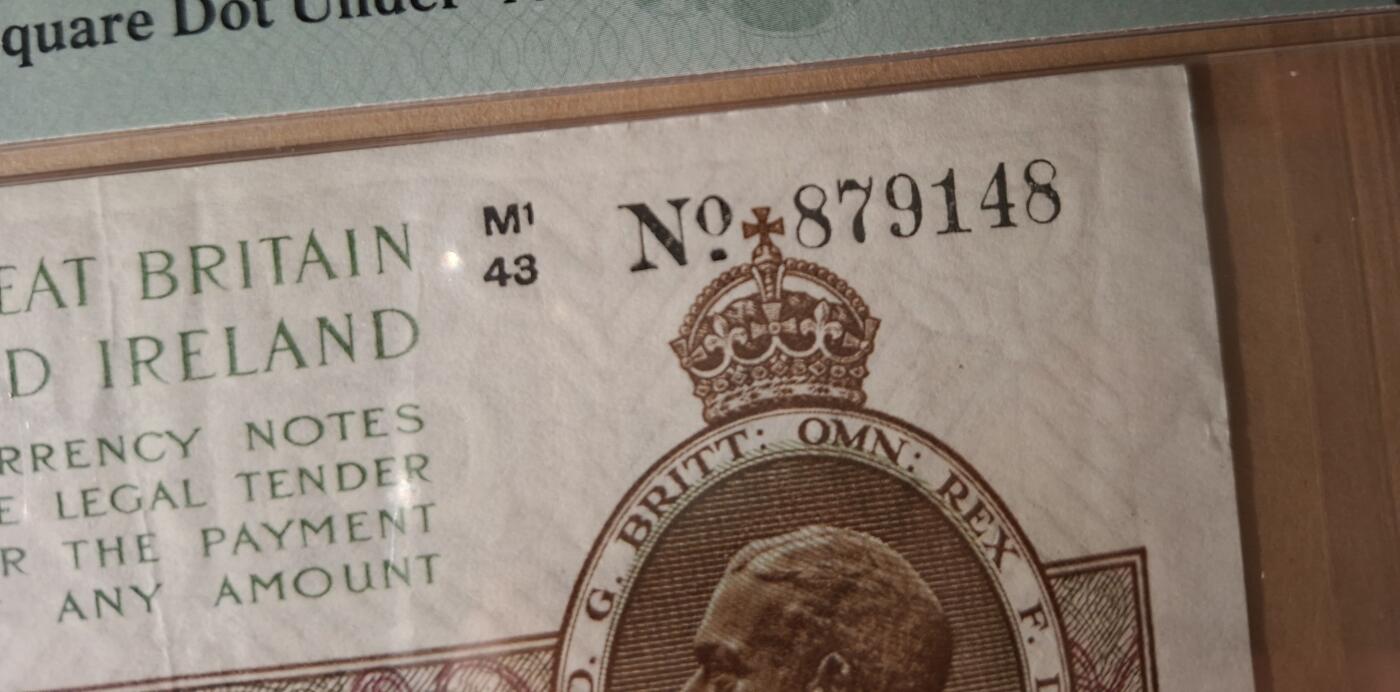 quare Dot Under
M¹ Nº 879148
43
EAT BRITAIN
D IRELAND
RRENCY NOTES
E LEGAL TENDER
R THE PAYMENT
ANY AMOUNT
D. G. BRITT: OMN: REX F. D